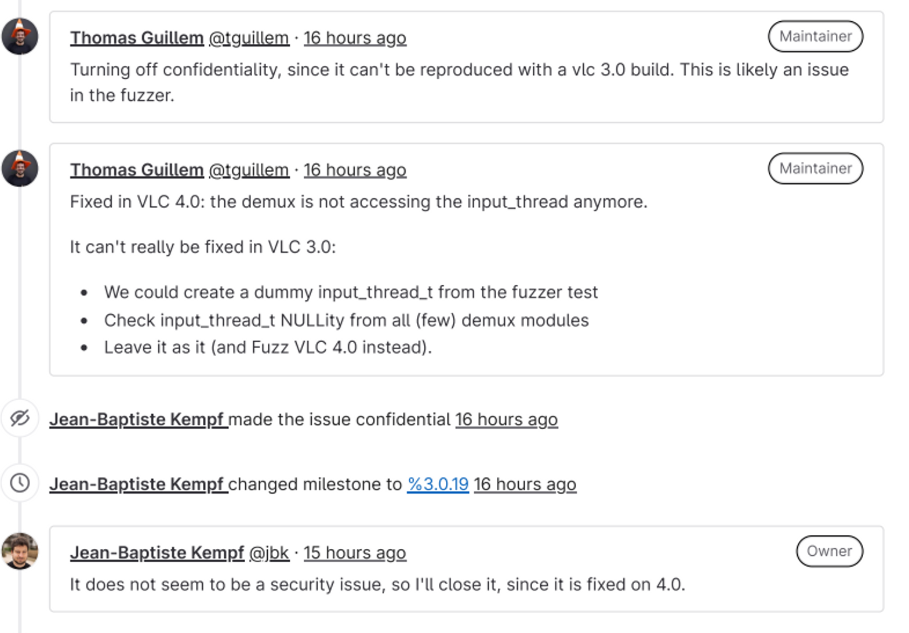 Thomas Guillem @tguillem · 16 hours ago
Maintainer
Turning off confidentiality, since it can't be reproduced with a vlc 3.0 build. This is likely an issue
in the fuzzer.
Thomas Guillem @tguillem · 16 hours ago
Maintainer
Fixed in VLC 4.0: the demux is not accessing the input_thread anymore.
It can't really be fixed in VLC 3.0:
• We could create a dummy input_thread_t from the fuzzer test
• Check input_thread_t NULLity from all (few) demux modules
• Leave it as it (and Fuzz VLC 4.0 instead).
Jean-Baptiste Kempf made the issue confidential 16 hours ago
Jean-Baptiste Kempf changed milestone to %3.0.19 16 hours ago
Jean-Baptiste Kempf @jbk · 15 hours ago
Owner
It does not seem to be a security issue, so I'll close it, since it is fixed on 4.0.